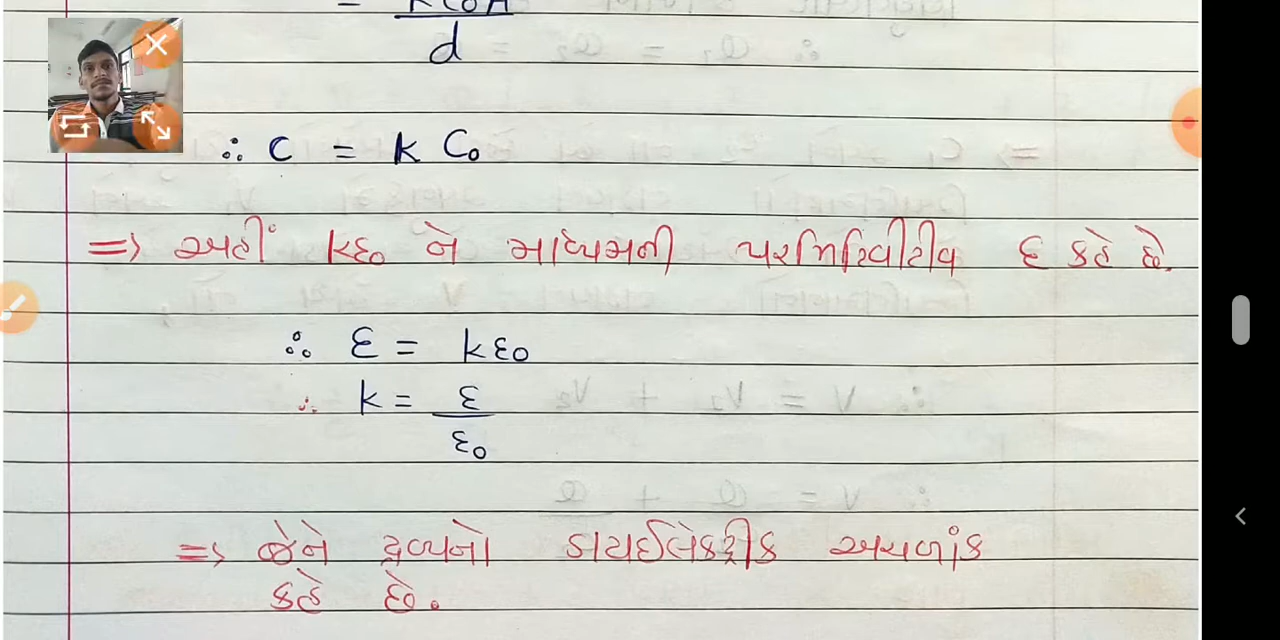 d
∴ C = k C₀
=> અહીં kε₀ ને માધ્યમની પરમિટિવીટીવ ε કહે છે.
∴ ε = kε₀
∴ k = ε
ε₀
=> જેને દ્રવ્યનો ડાયઈલેક્ટ્રીક અચળાંક
કહે છે.